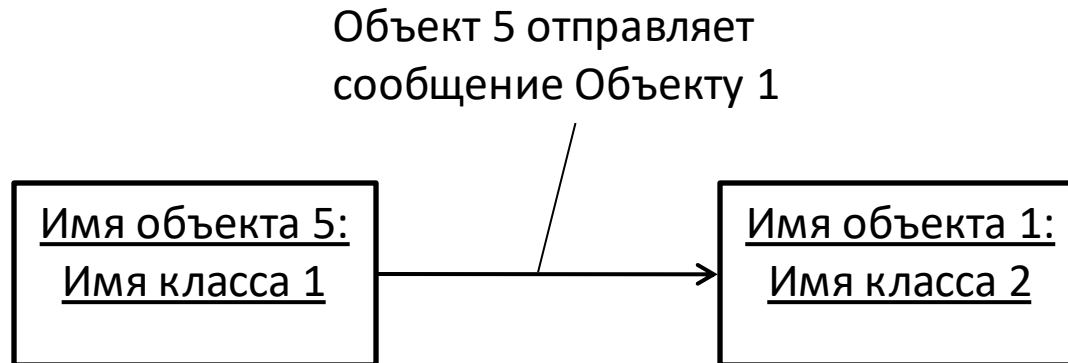 Объект 5 отправляет
сообщение Объекту 1
Имя объекта 5:
Имя класса 1
Имя объекта 1:
Имя класса 2